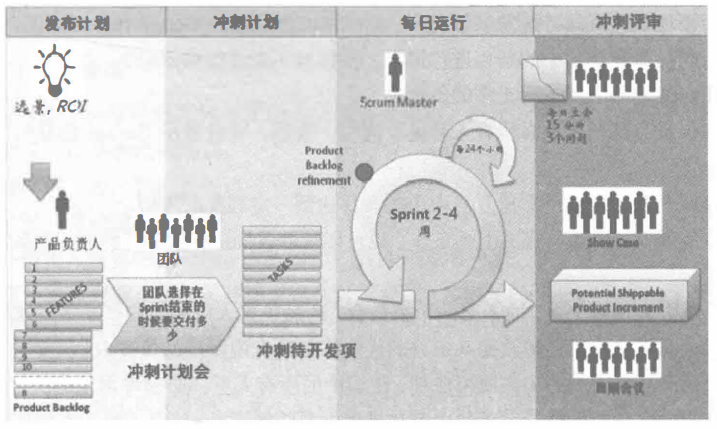 发布计划
冲刺计划
每日运行
冲刺评审
远景，ROI
产品负责人
1
2
3
4
5
6
7
8
9
10
FEATURES
Product Backlog
团队
团队选择在
Sprint结束的
时候要交付多
少
冲刺计划会
TASKS
冲刺待开发项
Scrum Master
每24个小时
Product
Backlog
refinement
Sprint 2-4
周
每日立会
15分钟
3个问题
Show Case
Potential Shippable
Product Increment
回顾会议